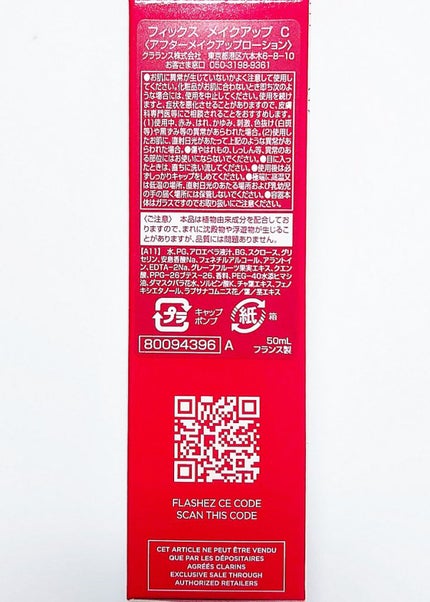 フィックス メイクアップ C
〈アフターメイクアップローション〉
クラランス株式会社 東京都港区六本木6-8-10
お客さま窓口 050-3198-9361
●お肌に異常が生じていないかよく注意して使用し
てください。化粧品がお肌に合わないとき即ち次のよ
うな場合には、使用を中止してください。使用を続け
ますと、症状を悪化させることがありますので、皮膚
科専門医等にご相談されることをおすすめします。
(1)使用中、赤み、はれ、かゆみ、刺激、色抜け(白斑
等)や黒ずみ等の異常があらわれた場合。(2)使用し
たお肌に、直射日光があたって上記のような異常があ
らわれた場合。●傷やはれもの、しっしん等、異常のあ
る部位にはお使いにならないでください。●目に入っ
たときは、直ちに洗い流してください。●使用後は必
ずしっかりキャップをしめてください。●極端に高温又
は低温の場所、直射日光のあたる場所および乳幼児
の手の届く場所には保管しないでください。●容器本
体はガラスですのでお取り扱いにご注意ください。
〈ご注意〉 本品は植物由来成分を配合してお
りますので、まれに沈殿物や浮遊物が生じるこ
とがありますが、品質には問題ありません。
[A11] 水、PG、アロエベラ液汁、BG、スクロース、グリ
セリン、安息香酸Na、フェネチルアルコール、アラントイ
ン、EDTA-2Na、グレープフルーツ果実エキス、クエン
酸、PPG-26ブテス-26、香料、PEG-40水添ヒマシ
油、ダマスクバラ花水、ソルビン酸K、チャ葉エキス、フェノ
キシエタノール、ラプサナコムニス花／葉／茎エキス
プラ
キャップ
ポンプ
紙
箱
80094396 A
50mL
フランス製
FLASHEZ CE CODE
SCAN THIS CODE
CET ARTICLE NE PEUT ÊTRE VENDU
QUE PAR LES DÉPOSITAIRES
AGRÉÉS CLARINS
EXCLUSIVE SALE THROUGH
AUTHORIZED RETAILERS